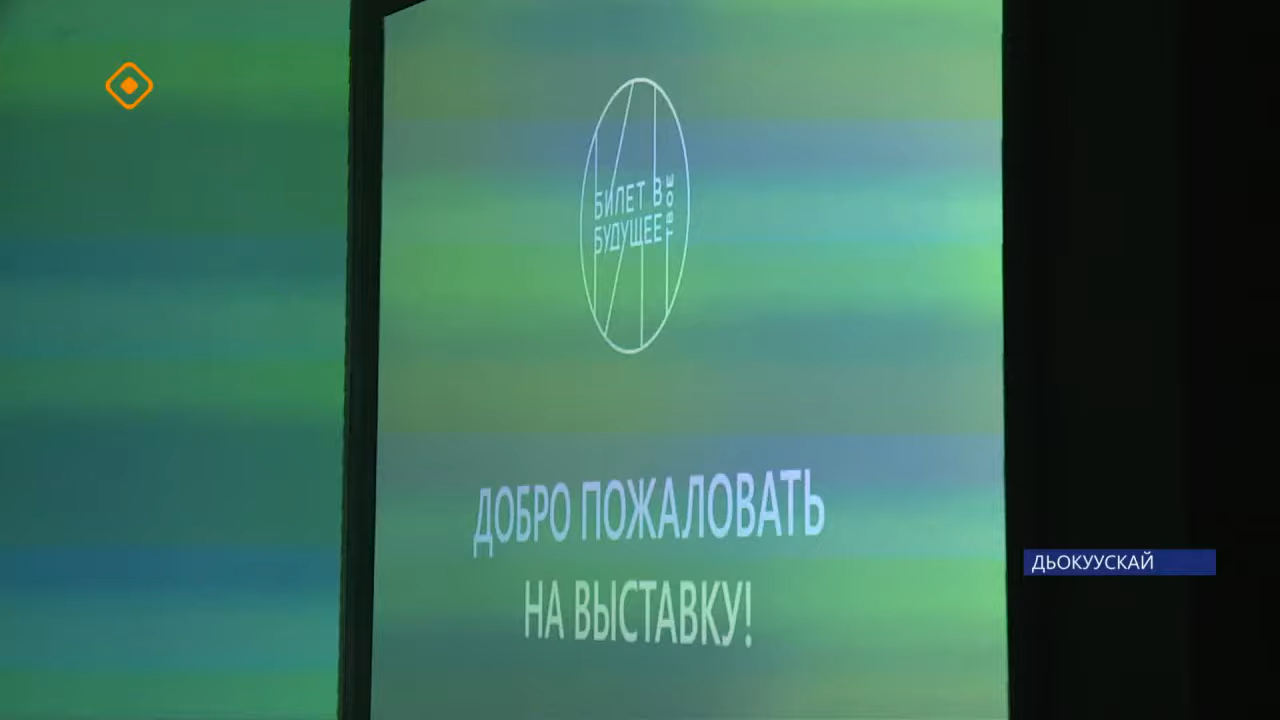 БИЛЕТ В
БУДУЩЕЕ
ТВОЕ
ДОБРО ПОЖАЛОВАТЬ
НА ВЫСТАВКУ!
ДЬОКУУСКАЙ